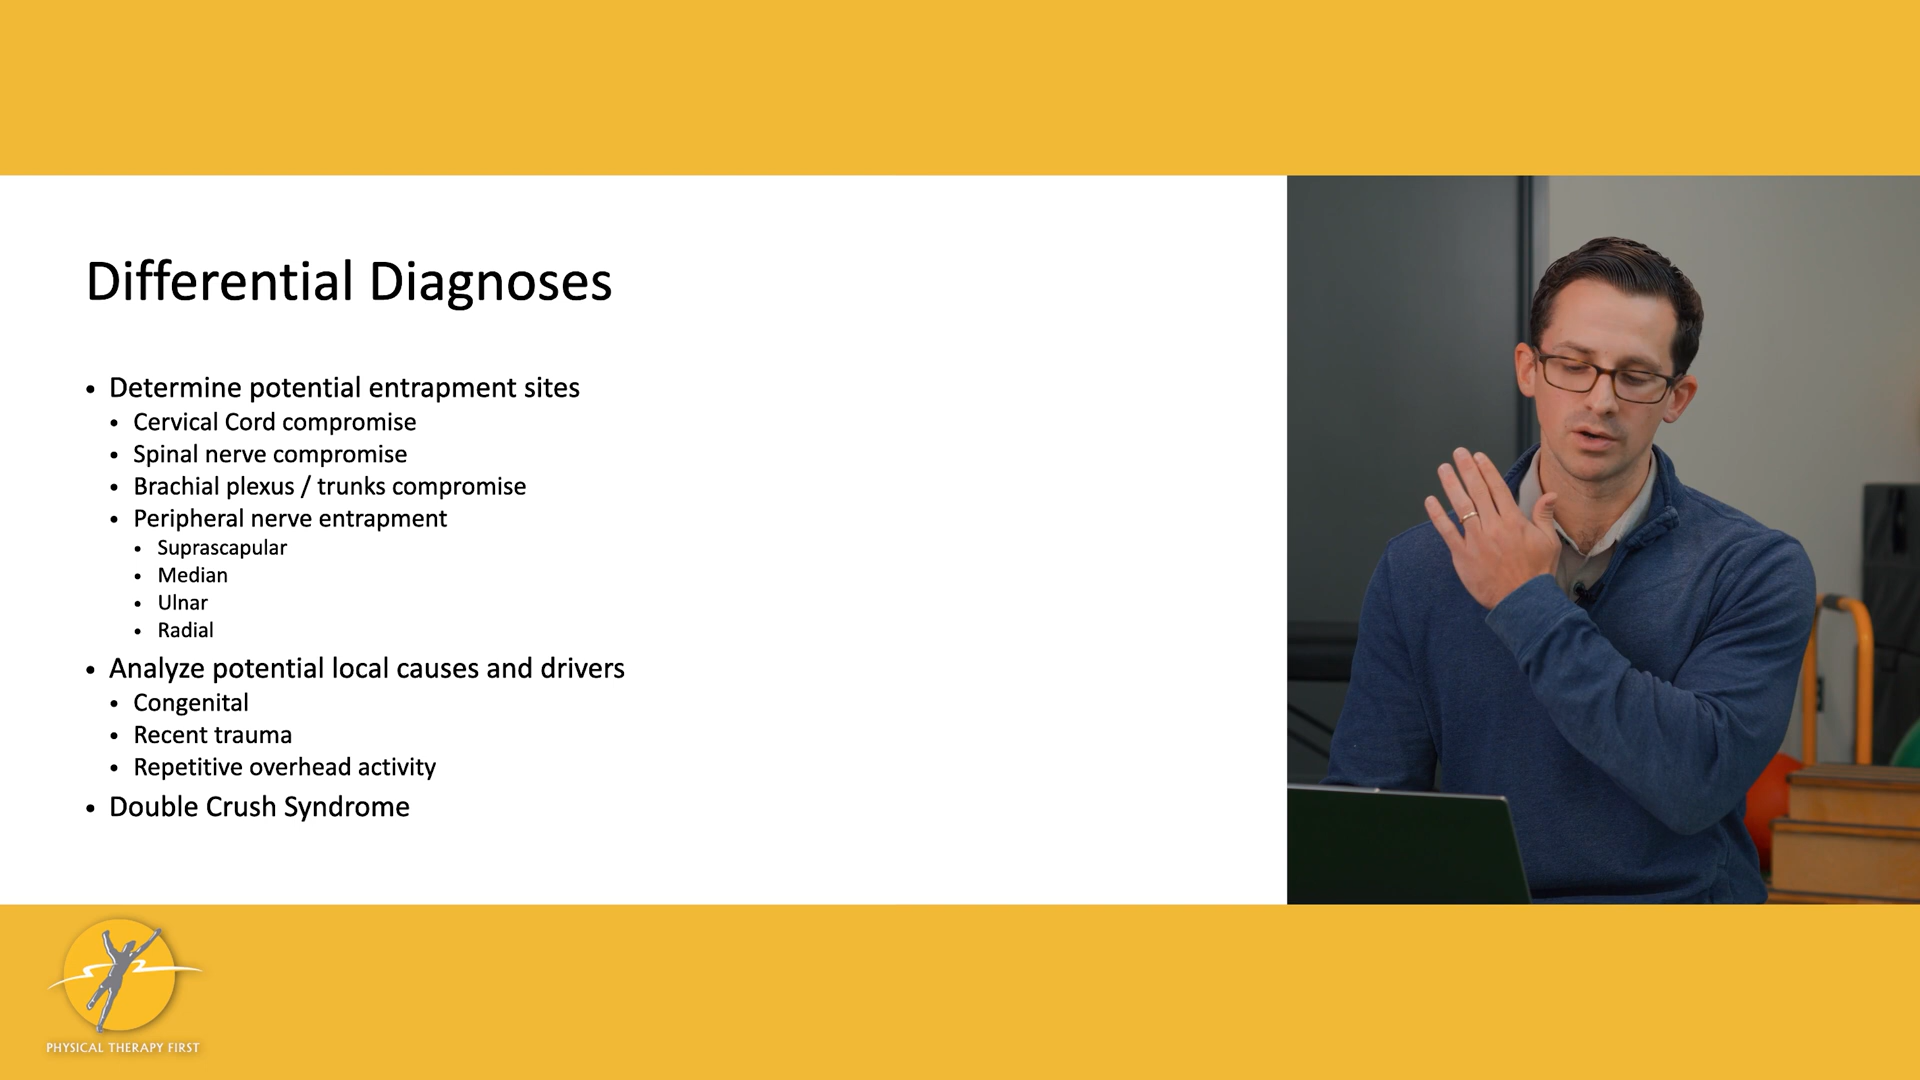 Differential Diagnoses
• Determine potential entrapment sites
• Cervical Cord compromise
• Spinal nerve compromise
• Brachial plexus / trunks compromise
• Peripheral nerve entrapment
• Suprascapular
• Median
• Ulnar
• Radial
• Analyze potential local causes and drivers
• Congenital
• Recent trauma
• Repetitive overhead activity
• Double Crush Syndrome
PHYSICAL THERAPY FIRST